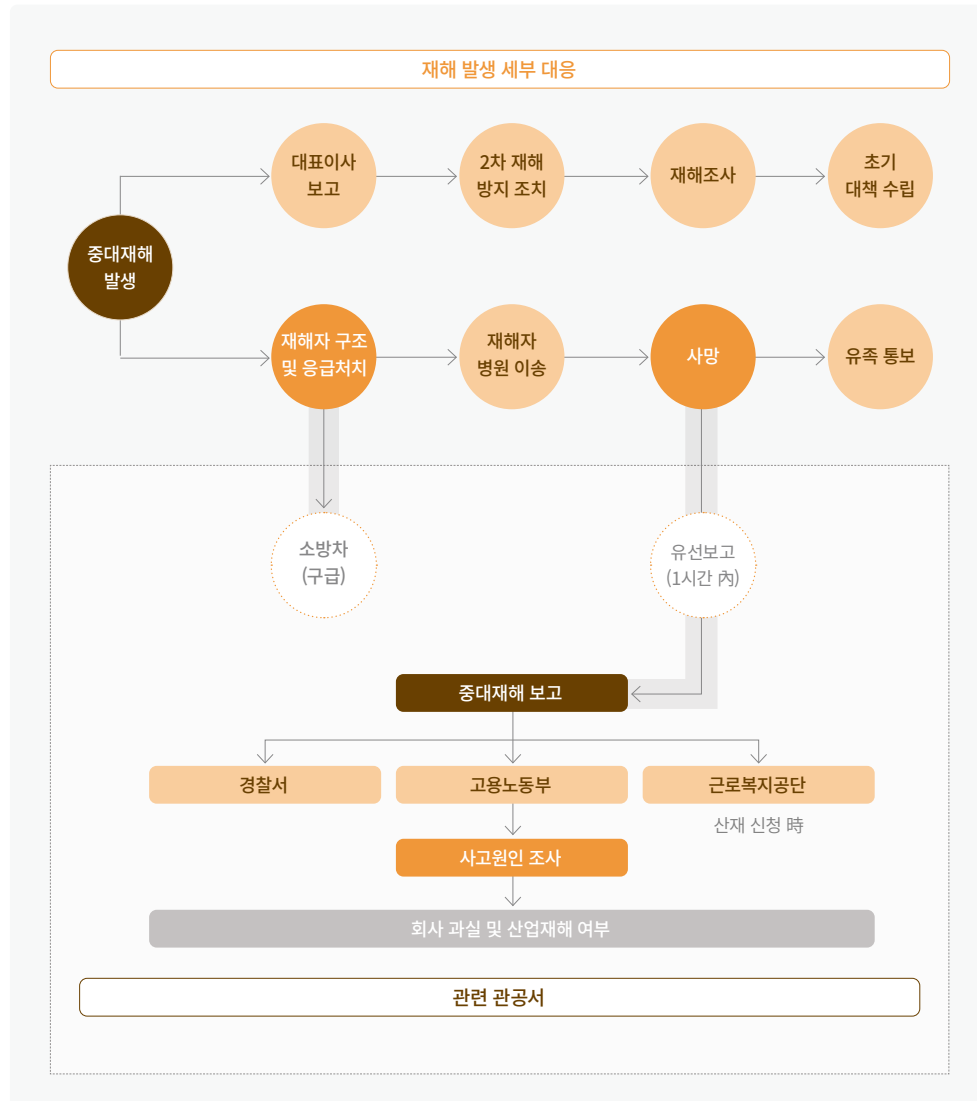 재해 발생 세부 대응
대표이사
보고
2차 재해
방지 조치
재해조사
초기
대책 수립
중대재해
발생
재해자 구조
및 응급처치
재해자
병원 이송
사망
유족 통보
소방차
(구급)
유선보고
(1시간 內)
중대재해 보고
경찰서
고용노동부
근로복지공단
산재 신청 時
사고원인 조사
회사 과실 및 산업재해 여부
관련 관공서